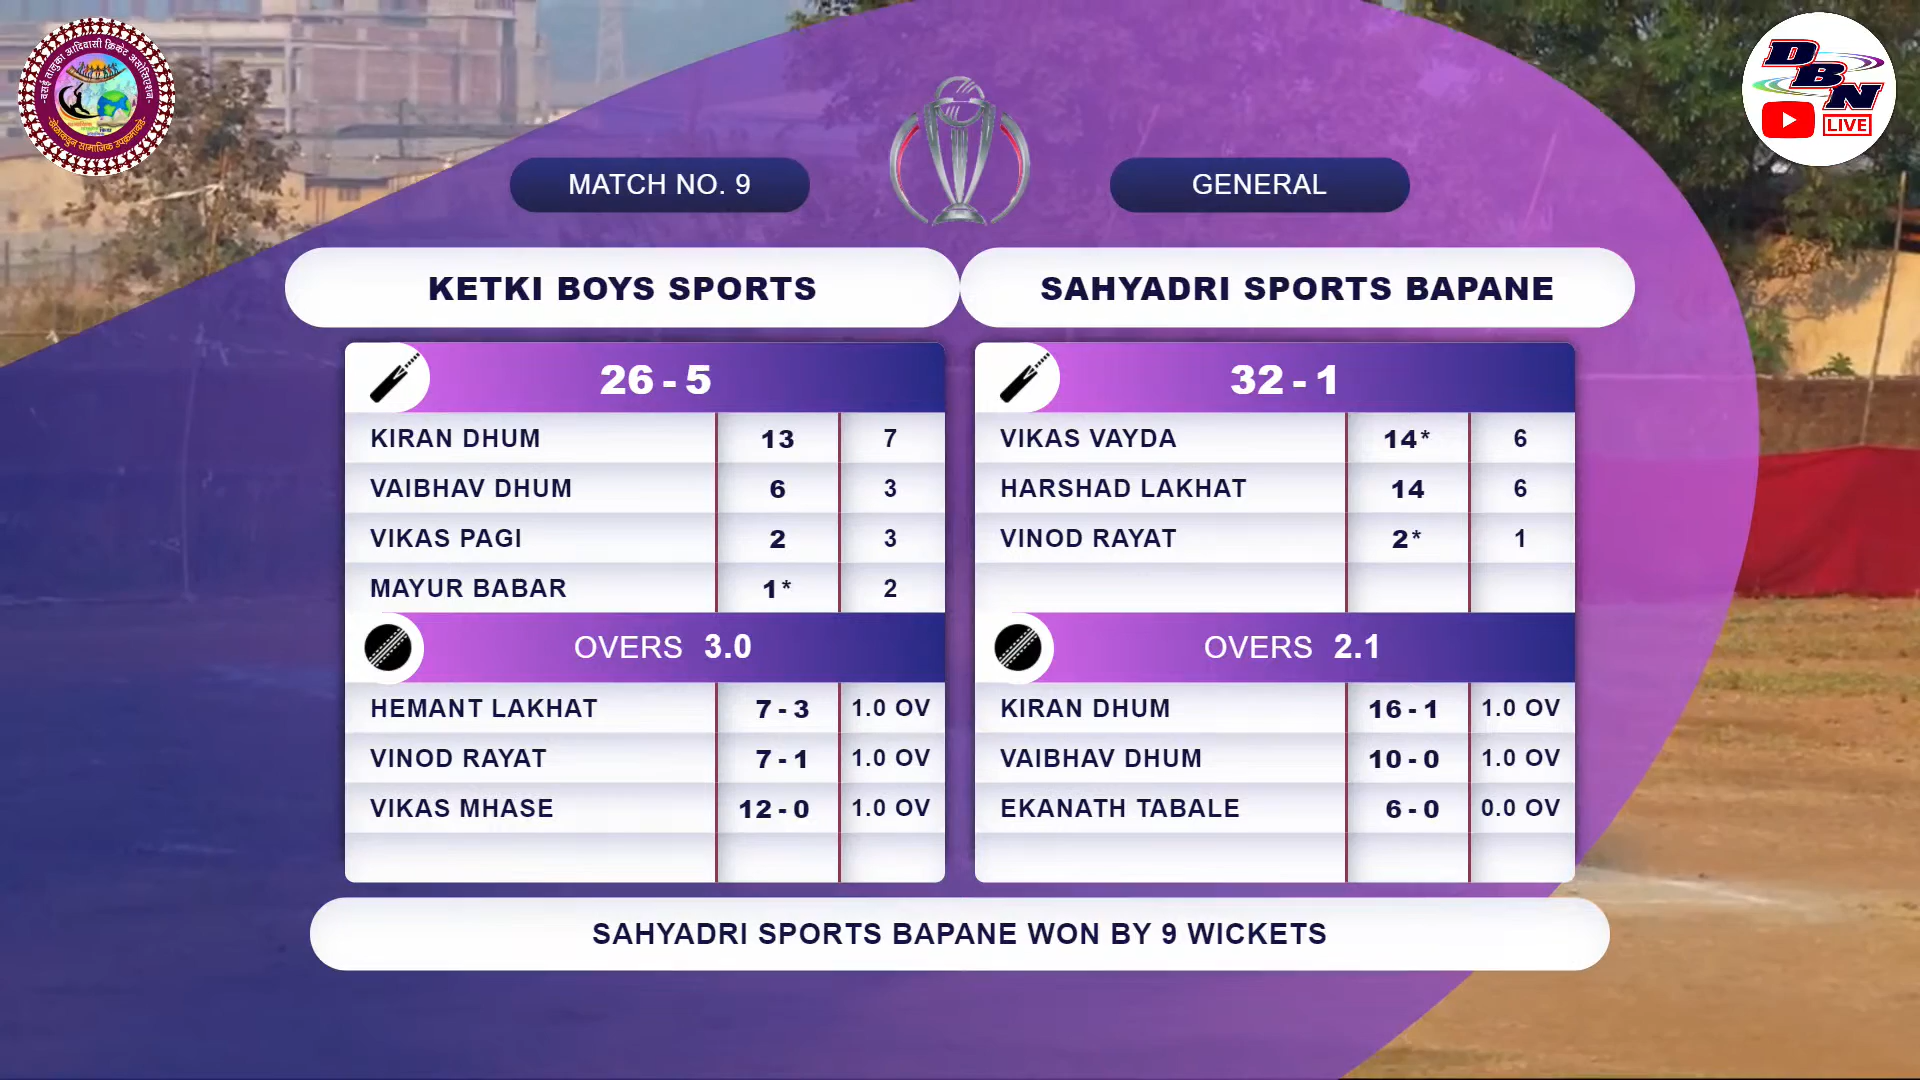 वसई तालुका आदिवासी क्रिकेट असोसिएशन
DBN
LIVE
MATCH NO. 9
GENERAL
KETKI BOYS SPORTS
SAHYADRI SPORTS BAPANE
26 - 5
KIRAN DHUM 13 7
VAIBHAV DHUM 6 3
VIKAS PAGI 2 3
MAYUR BABAR 1* 2
OVERS 3.0
HEMANT LAKHAT 7 - 3 1.0 OV
VINOD RAYAT 7 - 1 1.0 OV
VIKAS MHASE 12 - 0 1.0 OV
32 - 1
VIKAS VAYDA 14* 6
HARSHAD LAKHAT 14 6
VINOD RAYAT 2* 1
OVERS 2.1
KIRAN DHUM 16 - 1 1.0 OV
VAIBHAV DHUM 10 - 0 1.0 OV
EKANATH TABALE 6 - 0 0.0 OV
SAHYADRI SPORTS BAPANE WON BY 9 WICKETS